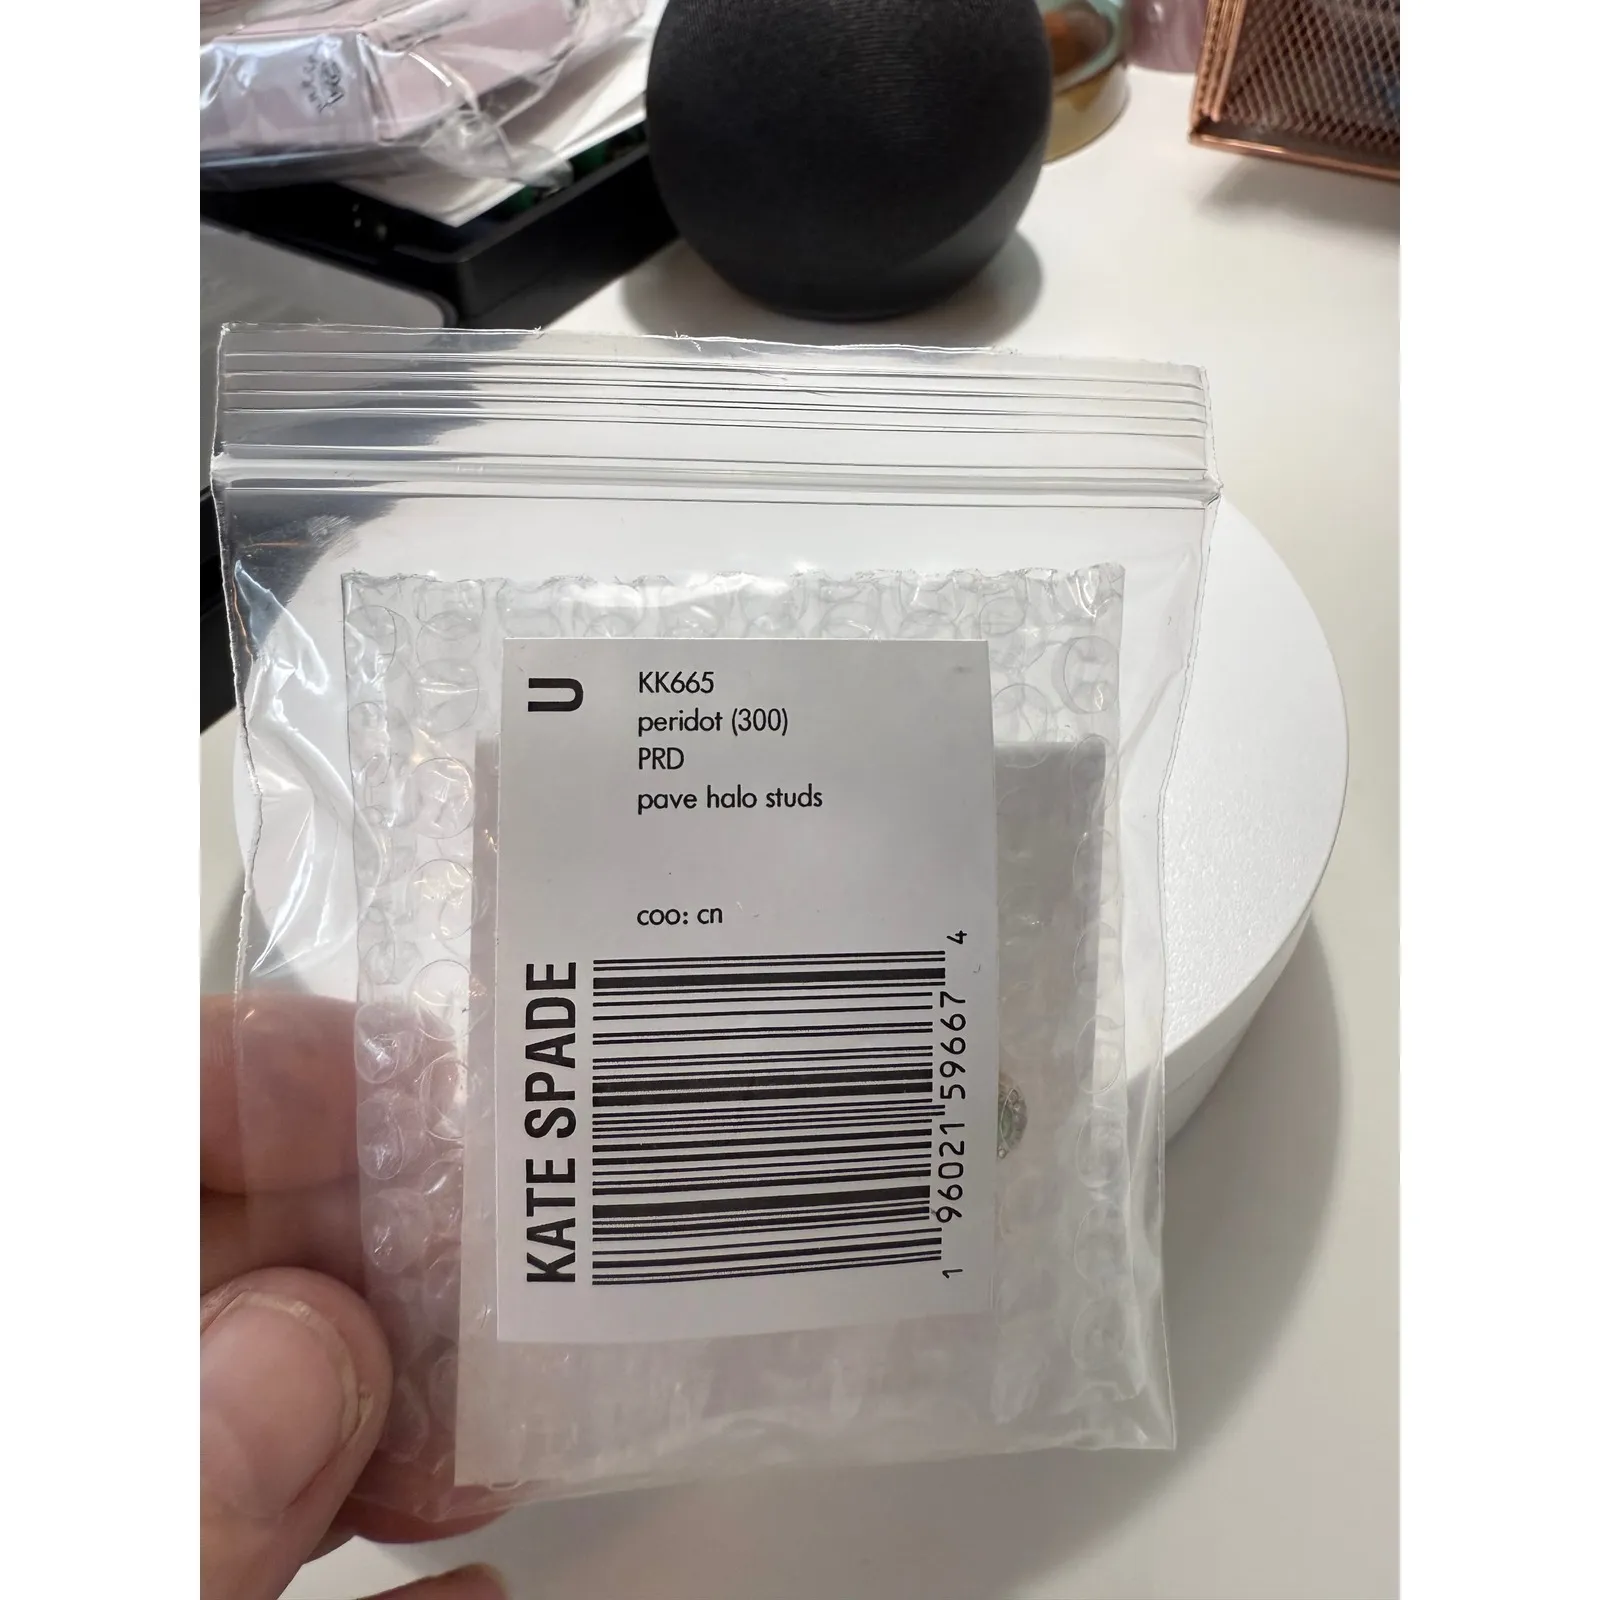 U
KK665
peridot (300)
PRD
pave halo studs
coo: cn
KATE SPADE
1 96021 59667 4